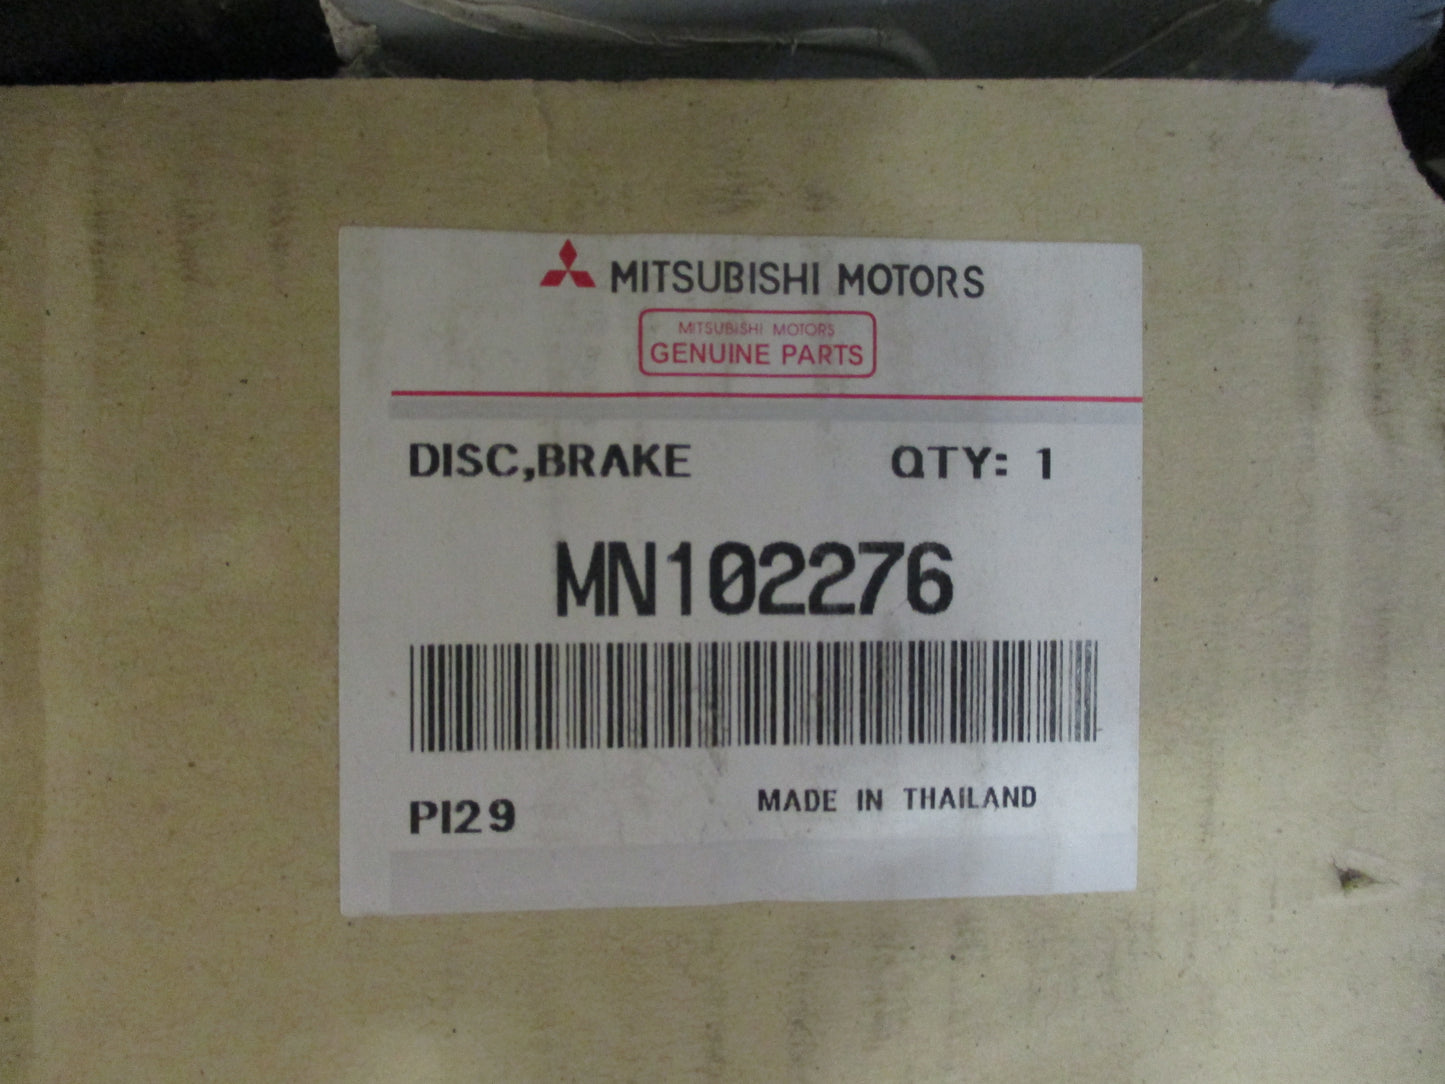 MITSUBISHI MOTORS
MITSUBISHI MOTORS
GENUINE PARTS
DISC,BRAKE QTY: 1
MN102276
PI29 MADE IN THAILAND